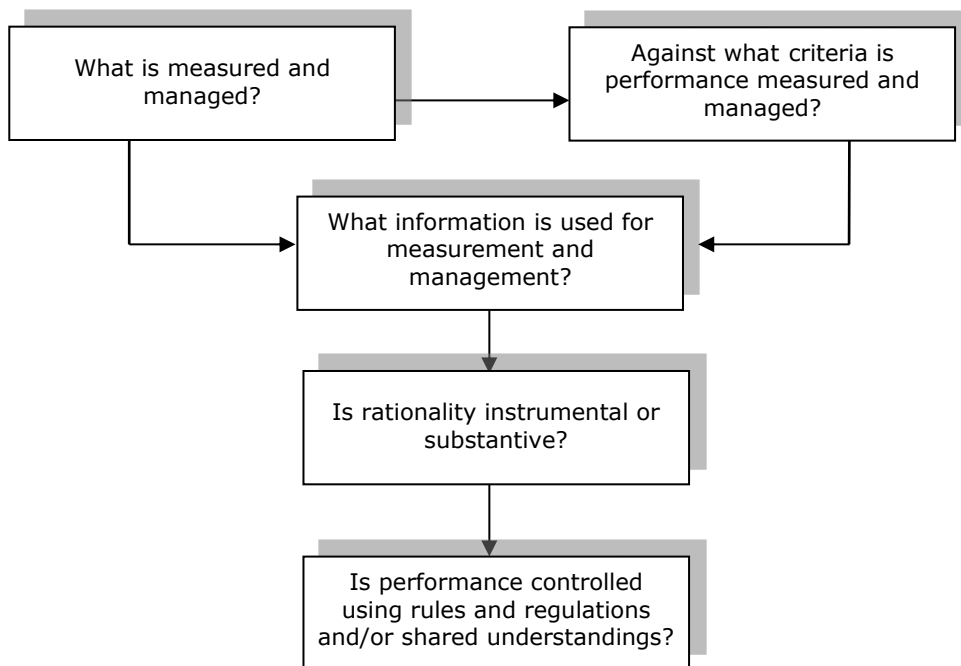 What is measured and
managed?
Against what criteria is
performance measured and
managed?
What information is used for
measurement and
management?
Is rationality instrumental or
substantive?
Is performance controlled
using rules and regulations
and/or shared understandings?